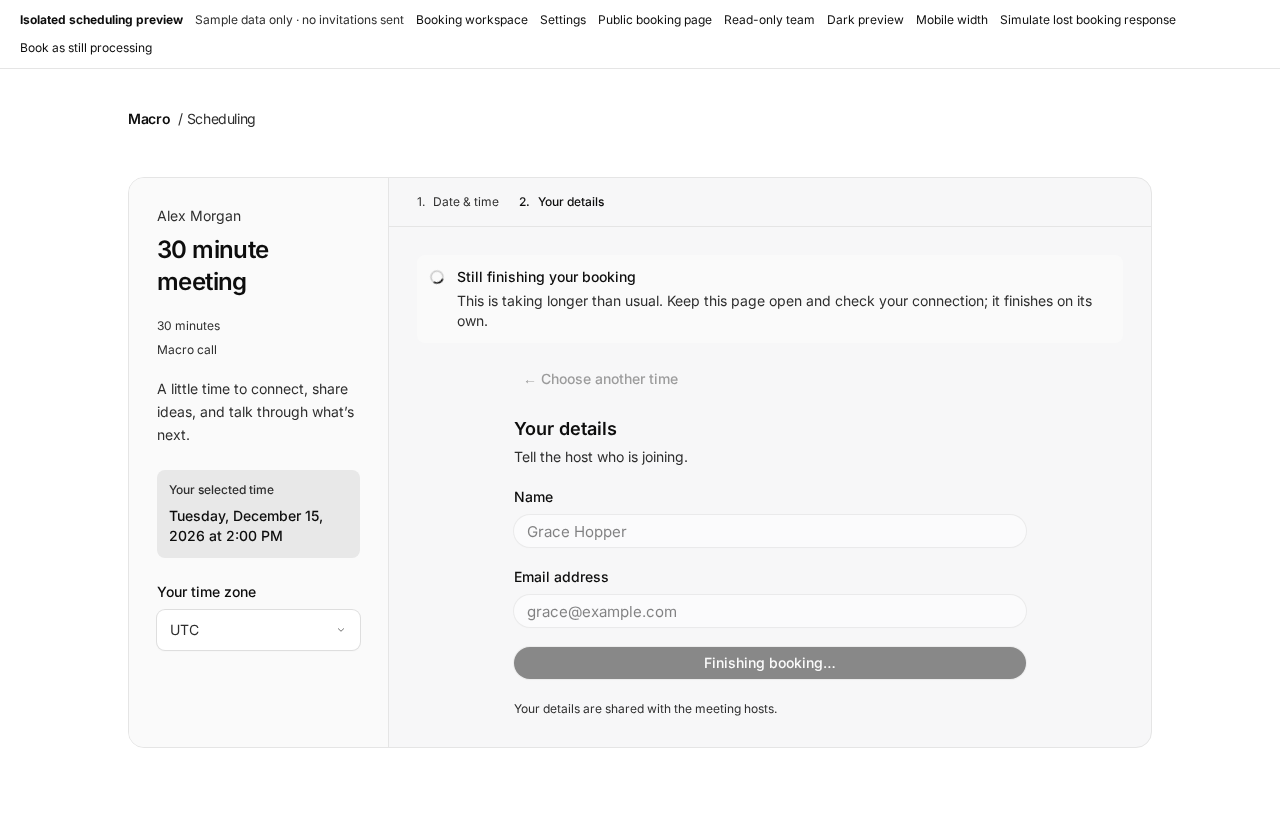 Isolated scheduling preview Sample data only · no invitations sent Booking workspace Settings Public booking page Read-only team Dark preview Mobile width Simulate lost booking response
Book as still processing
Macro / Scheduling
Alex Morgan
30 minute
meeting
30 minutes
Macro call
A little time to connect, share
ideas, and talk through what’s
next.
Your selected time
Tuesday, December 15,
2026 at 2:00 PM
Your time zone
UTC
1. Date & time 2. Your details
Still finishing your booking
This is taking longer than usual. Keep this page open and check your connection; it finishes on its
own.
← Choose another time
Your details
Tell the host who is joining.
Name
Grace Hopper
Email address
grace@example.com
Finishing booking…
Your details are shared with the meeting hosts.